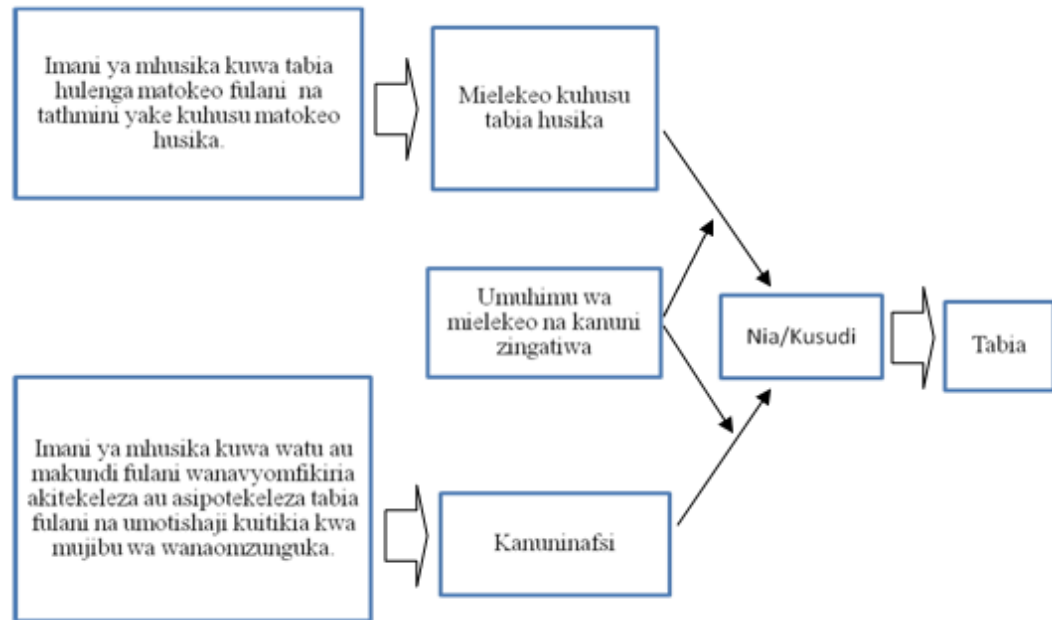 Imani ya mhusika kuwa tabia
hulenga matokeo fulani na
tathmini yake kuhusu matokeo
husika.
Mielekeo kuhusu
tabia husika
Umuhimu wa
mielekeo na kanuni
zingatiwa
Nia/Kusudi
Tabia
Imani ya mhusika kuwa watu au
makundi fulani wanavyomfikiria
akitekeleza au asipotekeleza tabia
fulani na umotishaji kuitikia kwa
mujibu wa wanaomzunguka.
Kanuninafsi